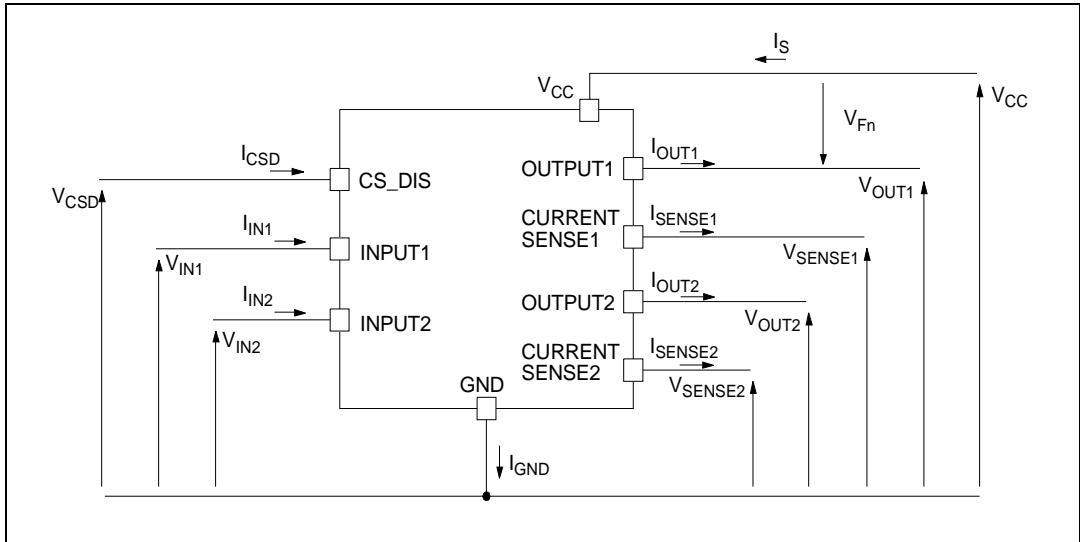 I_S
V_CC
V_CC
V_Fn
I_CSD
CS_DIS
V_CSD
OUTPUT1
I_OUT1
V_OUT1
I_IN1
INPUT1
V_IN1
CURRENT
SENSE1
I_SENSE1
V_SENSE1
I_IN2
INPUT2
V_IN2
OUTPUT2
I_OUT2
V_OUT2
CURRENT
SENSE2
I_SENSE2
V_SENSE2
GND
I_GND